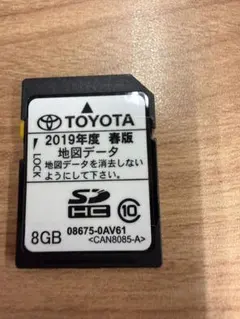 TOYOTA
2019年度 春版
地図データ
地図データを消去しない
ようにして下さい。
LOCK
SD
HC
10
8GB
08675-0AV61
<CAN8085-A>